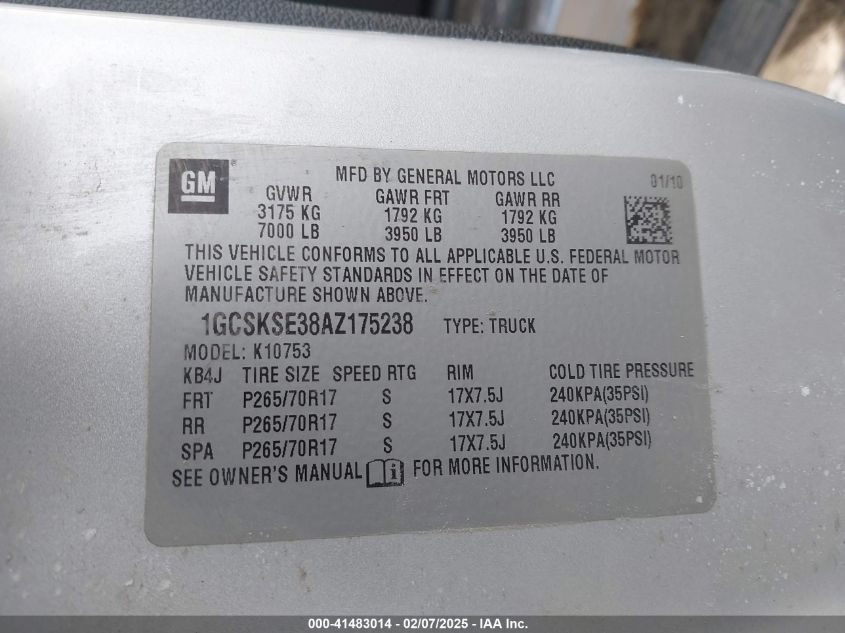 GM
MFD BY GENERAL MOTORS LLC 01/10
GVWR GAWR FRT GAWR RR
3175 KG 1792 KG 1792 KG
7000 LB 3950 LB 3950 LB
THIS VEHICLE CONFORMS TO ALL APPLICABLE U.S. FEDERAL MOTOR
VEHICLE SAFETY STANDARDS IN EFFECT ON THE DATE OF
MANUFACTURE SHOWN ABOVE.
1GCSKSE38AZ175238 TYPE: TRUCK
MODEL: K10753
KB4J TIRE SIZE SPEED RTG RIM COLD TIRE PRESSURE
FRT P265/70R17 S 17X7.5J 240KPA(35PSI)
RR P265/70R17 S 17X7.5J 240KPA(35PSI)
SPA P265/70R17 S 17X7.5J 240KPA(35PSI)
SEE OWNER'S MANUAL i FOR MORE INFORMATION.
000-41483014 - 02/07/2025 - IAA Inc.